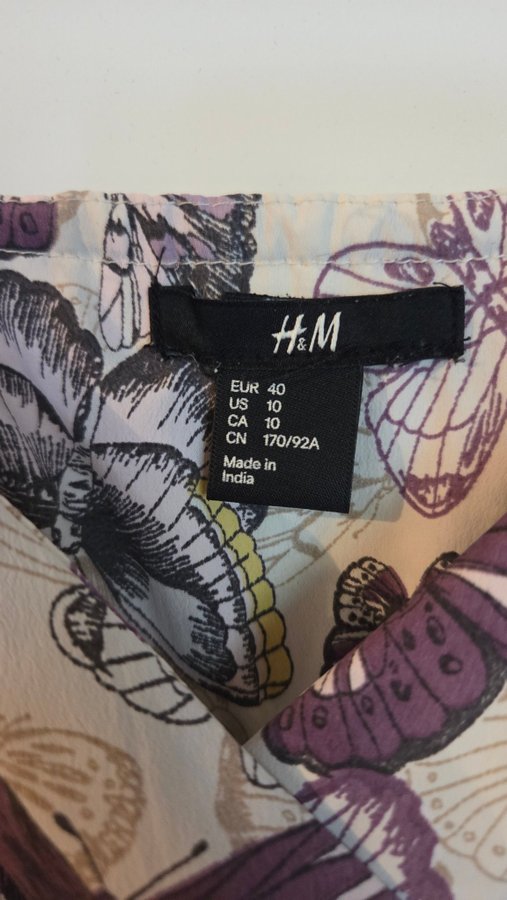 H&M
EUR 40
US 10
CA 10
CN 170/92A
Made in
India